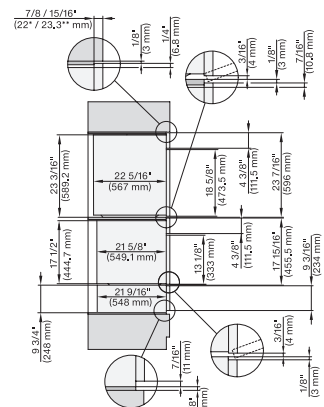 7/8 / 15/16"
(22* / 23.3** mm)
1/8"
(3 mm)
1/4"
(6.8 mm)
3/16"
(4 mm)
1/8"
(3 mm)
7/16"
(10.8 mm)
23 3/16"
(589.2 mm)
22 5/16"
(567 mm)
18 5/8"
(473.5 mm)
4 3/8"
(111.5 mm)
23 7/16"
(596 mm)
17 1/2"
(444.7 mm)
21 5/8"
(549.1 mm)
13 1/8"
(333 mm)
4 3/8"
(111.5 mm)
17 15/16"
(455.5 mm)
9 3/16"
(234 mm)
21 9/16"
(548 mm)
9 3/4"
(248 mm)
7/16"
(11 mm)
3/16"
(4 mm)
1/8"
(3 mm)